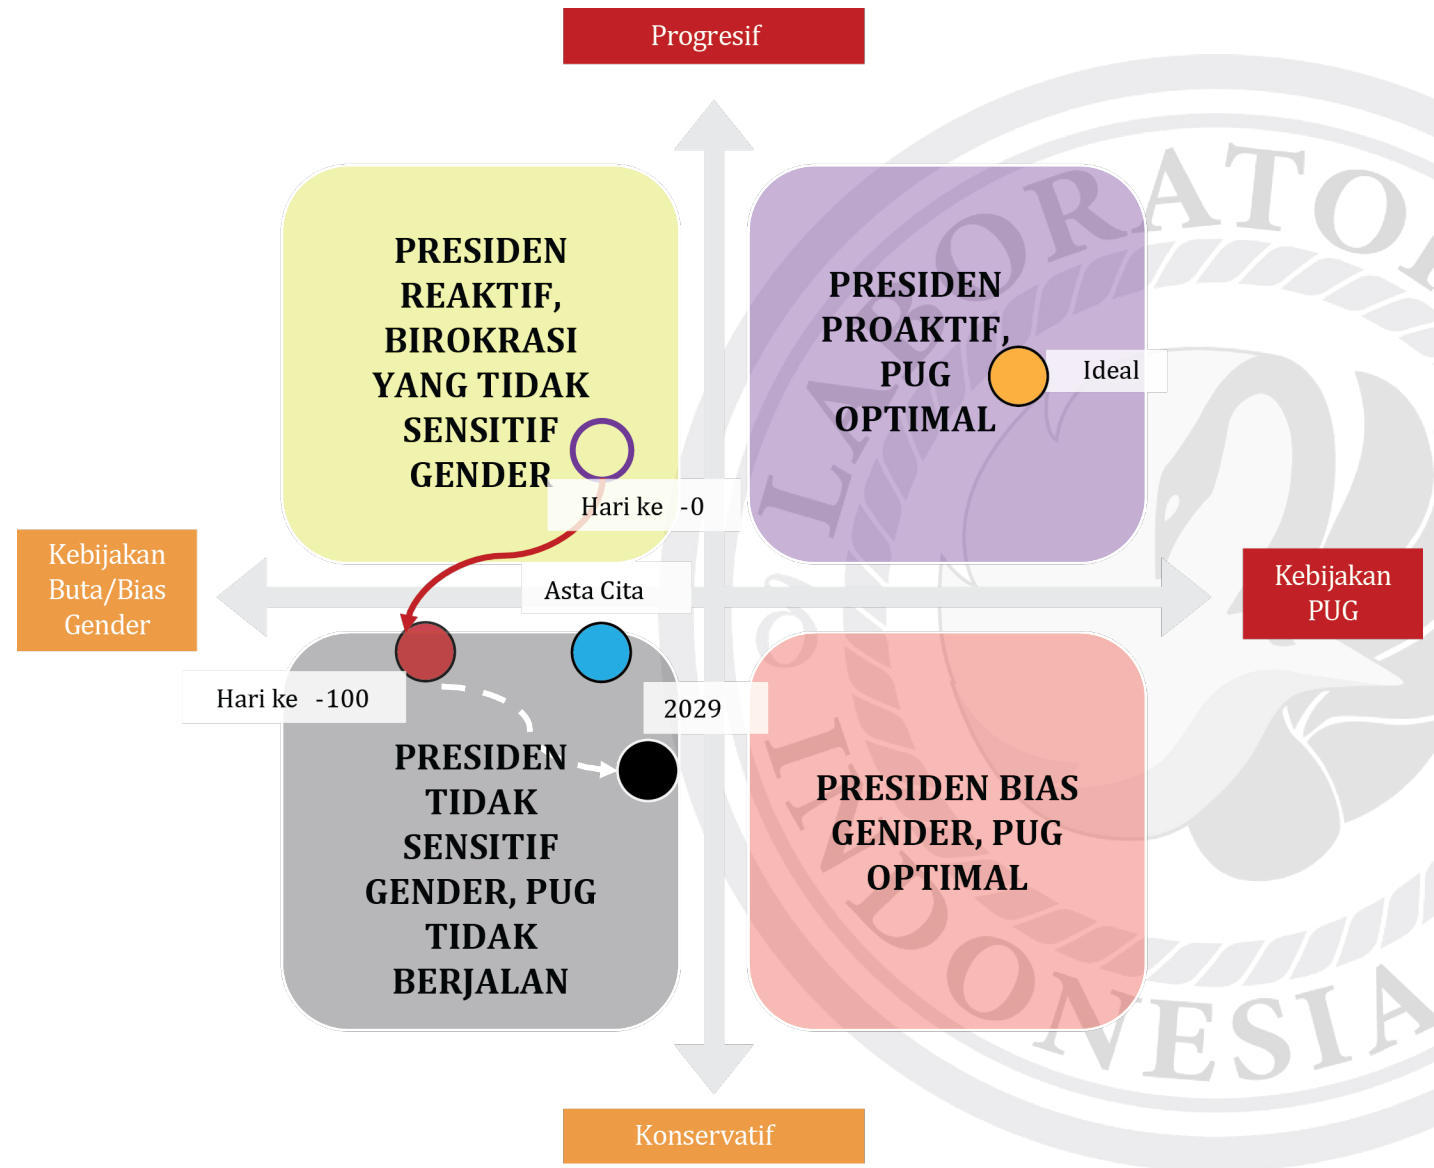 Progresif
PRESIDEN
REAKTIF,
BIROKRASI
YANG TIDAK
SENSITIF
GENDER
Hari ke -0
PRESIDEN
PROAKTIF,
PUG
OPTIMAL
Ideal
Kebijakan
Buta/Bias
Gender
Asta Cita
Kebijakan
PUG
Hari ke -100
2029
PRESIDEN
TIDAK
SENSITIF
GENDER, PUG
TIDAK
BERJALAN
PRESIDEN BIAS
GENDER, PUG
OPTIMAL
Konservatif
LABORATO
INDONESIA